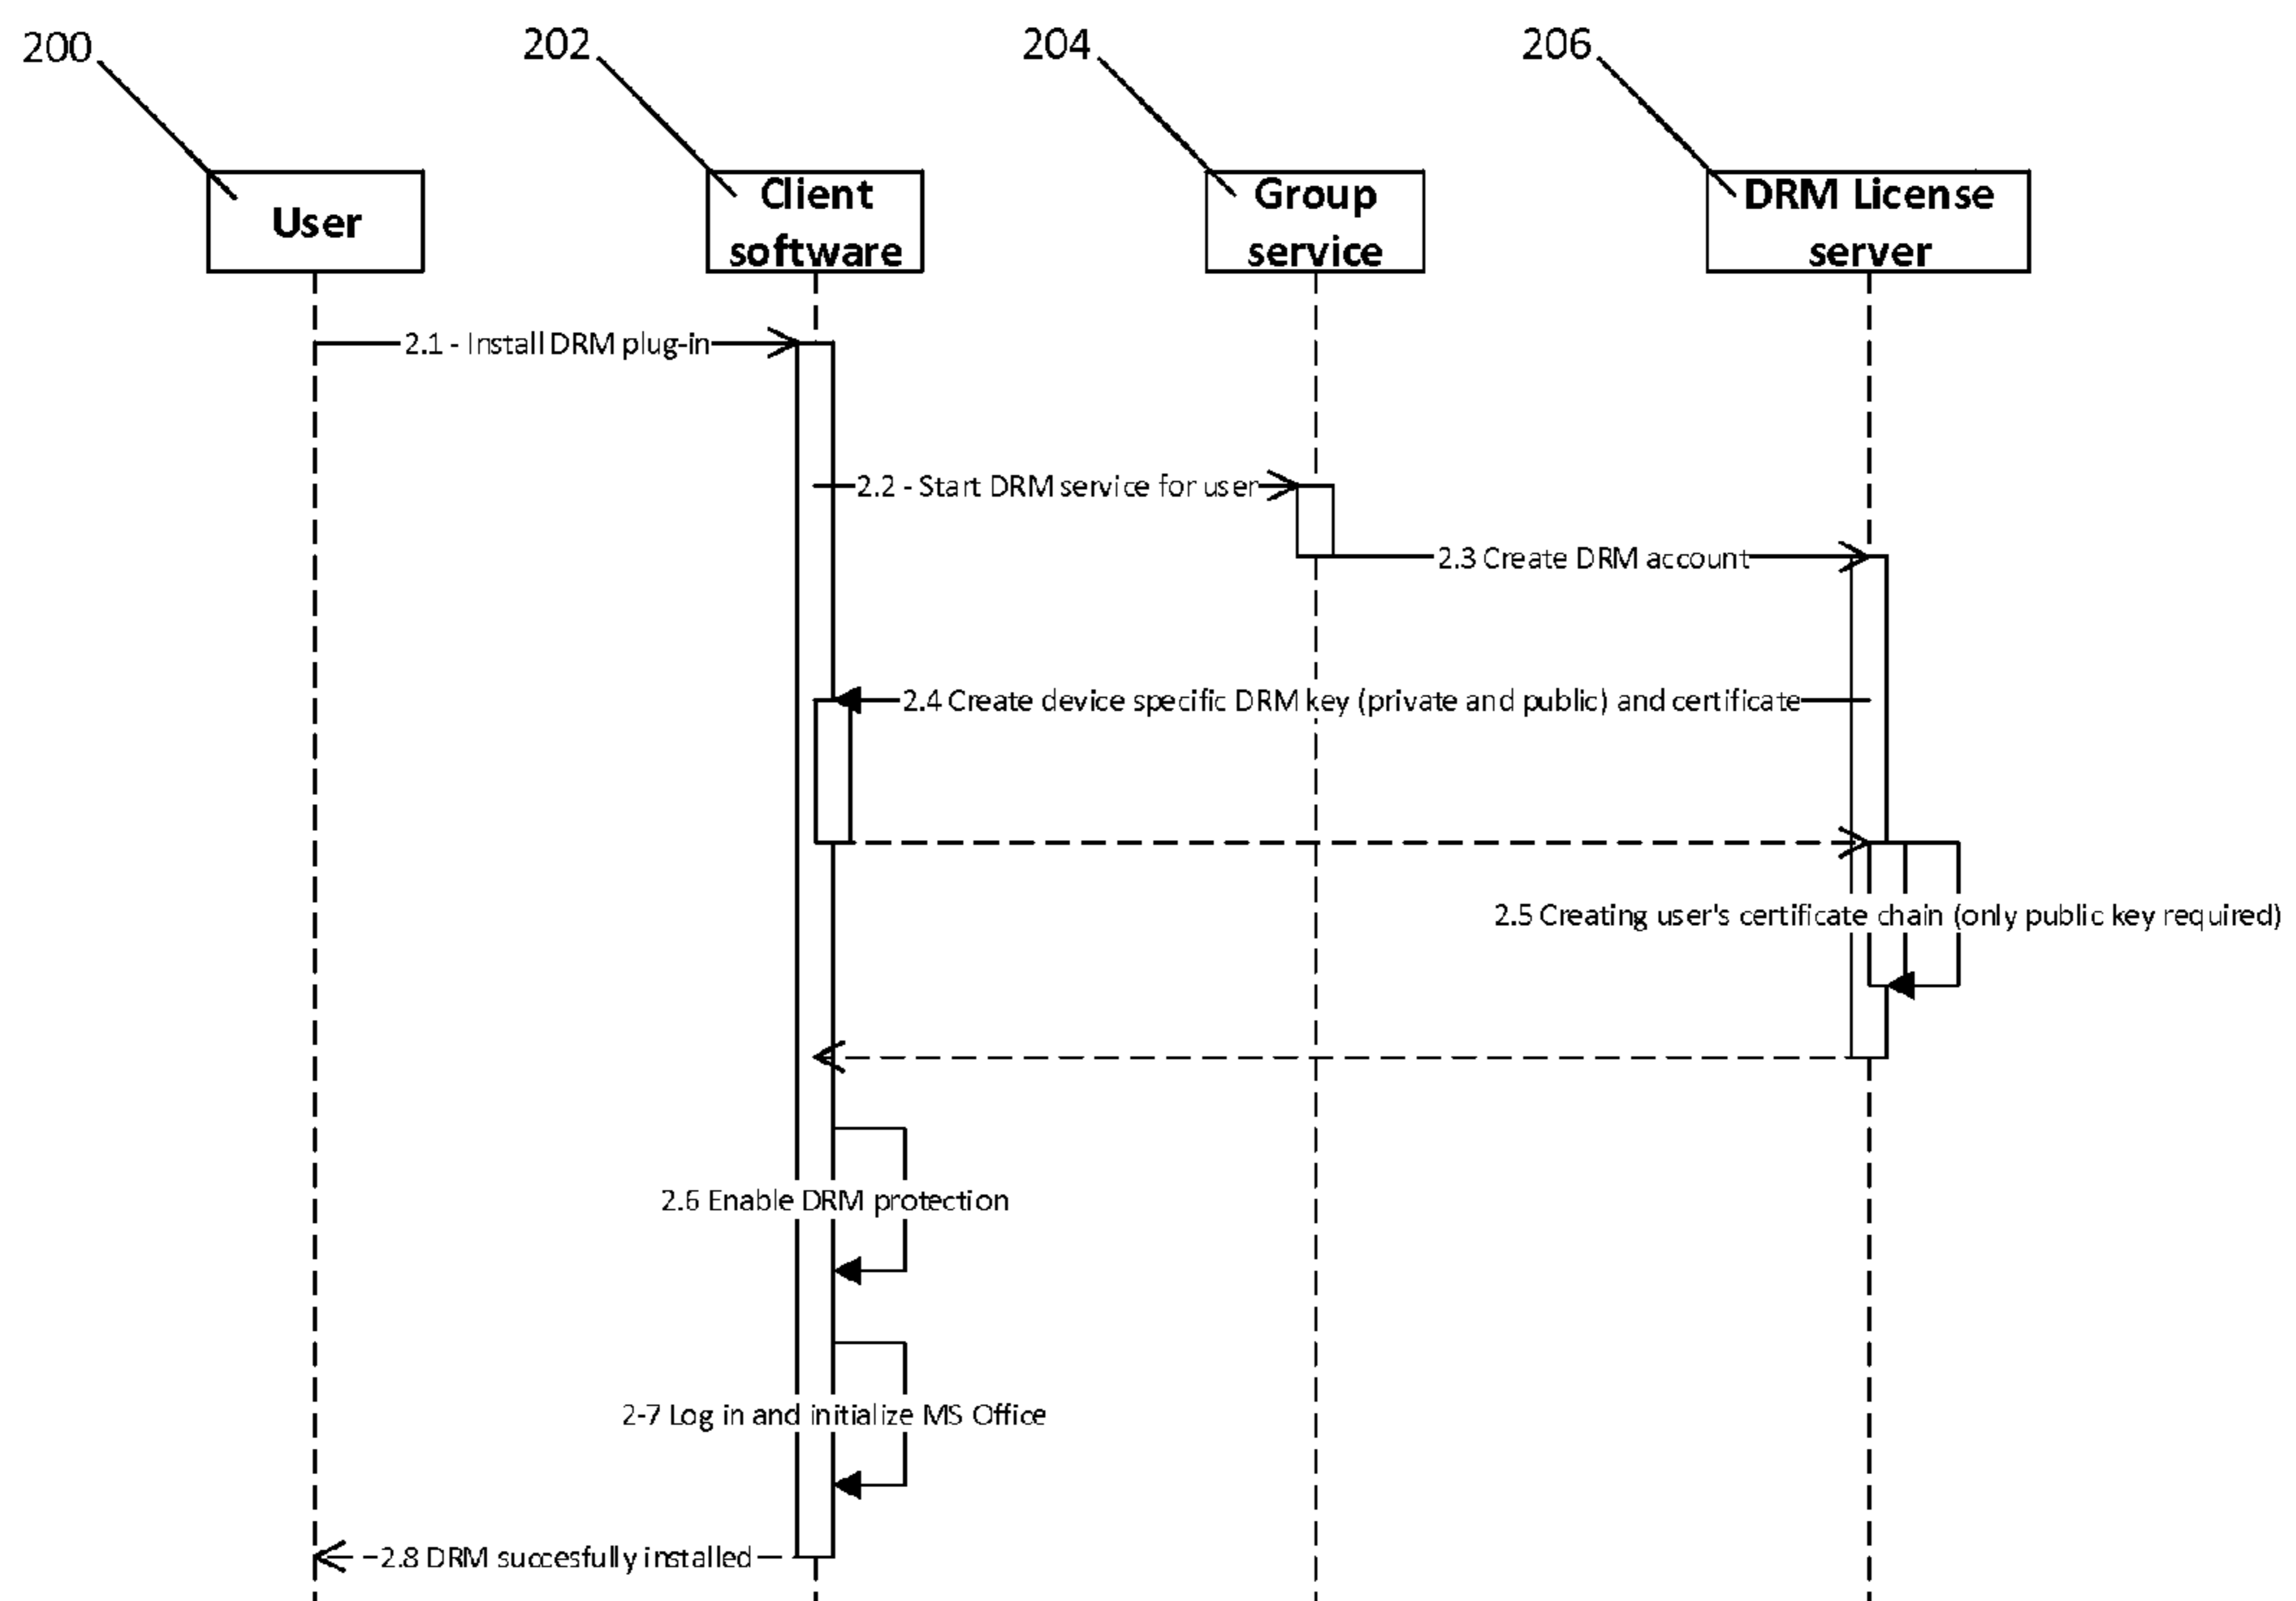 200
202
204
206
User
Client
software
Group
service
DRM License
server
2.1 - Install DRM plug-in
2.2 - Start DRM service for user
2.3 Create DRM account
2.4 Create device specific DRM key (private and public) and certificate
2.5 Creating user's certificate chain (only public key required)
2.6 Enable DRM protection
2-7 Log in and initialize MS Office
2.8 DRM succesfully installed